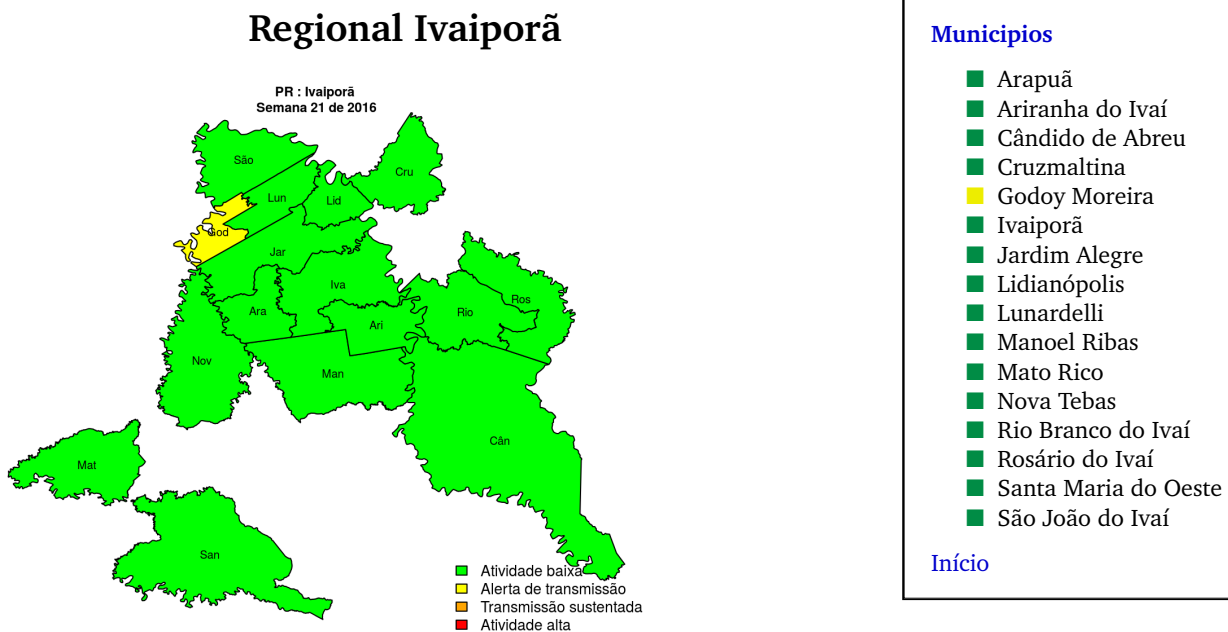 Regional Ivaiporã
PR : Ivaiporã
Semana 21 de 2016
São
Cru
Lun
Lid
God
Jar
Iva
Ros
Ara
Rio
Ari
Nov
Man
Cân
Mat
San
Atividade baixa
Alerta de transmissão
Transmissão sustentada
Atividade alta
Municipios
Arapuã
Ariranha do Ivaí
Cândido de Abreu
Cruzmaltina
Godoy Moreira
Ivaiporã
Jardim Alegre
Lidianópolis
Lunardelli
Manoel Ribas
Mato Rico
Nova Tebas
Rio Branco do Ivaí
Rosário do Ivaí
Santa Maria do Oeste
São João do Ivaí
Início